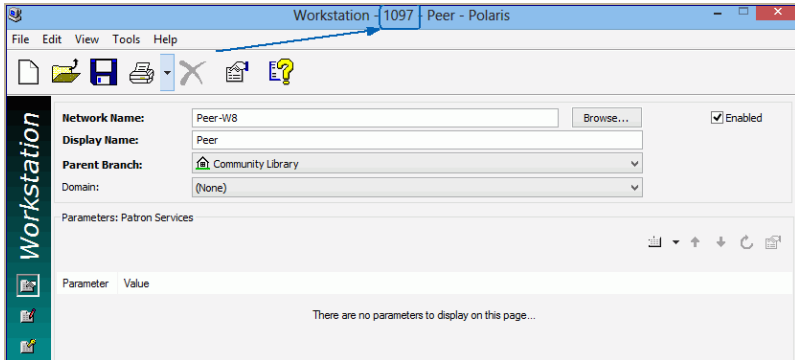 Workstation - 1097 - Peer - Polaris
File Edit View Tools Help
Workstation
Network Name: Peer-W8 Browse... Enabled
Display Name: Peer
Parent Branch: Community Library
Domain: (None)
Parameters: Patron Services
Parameter Value
There are no parameters to display on this page...